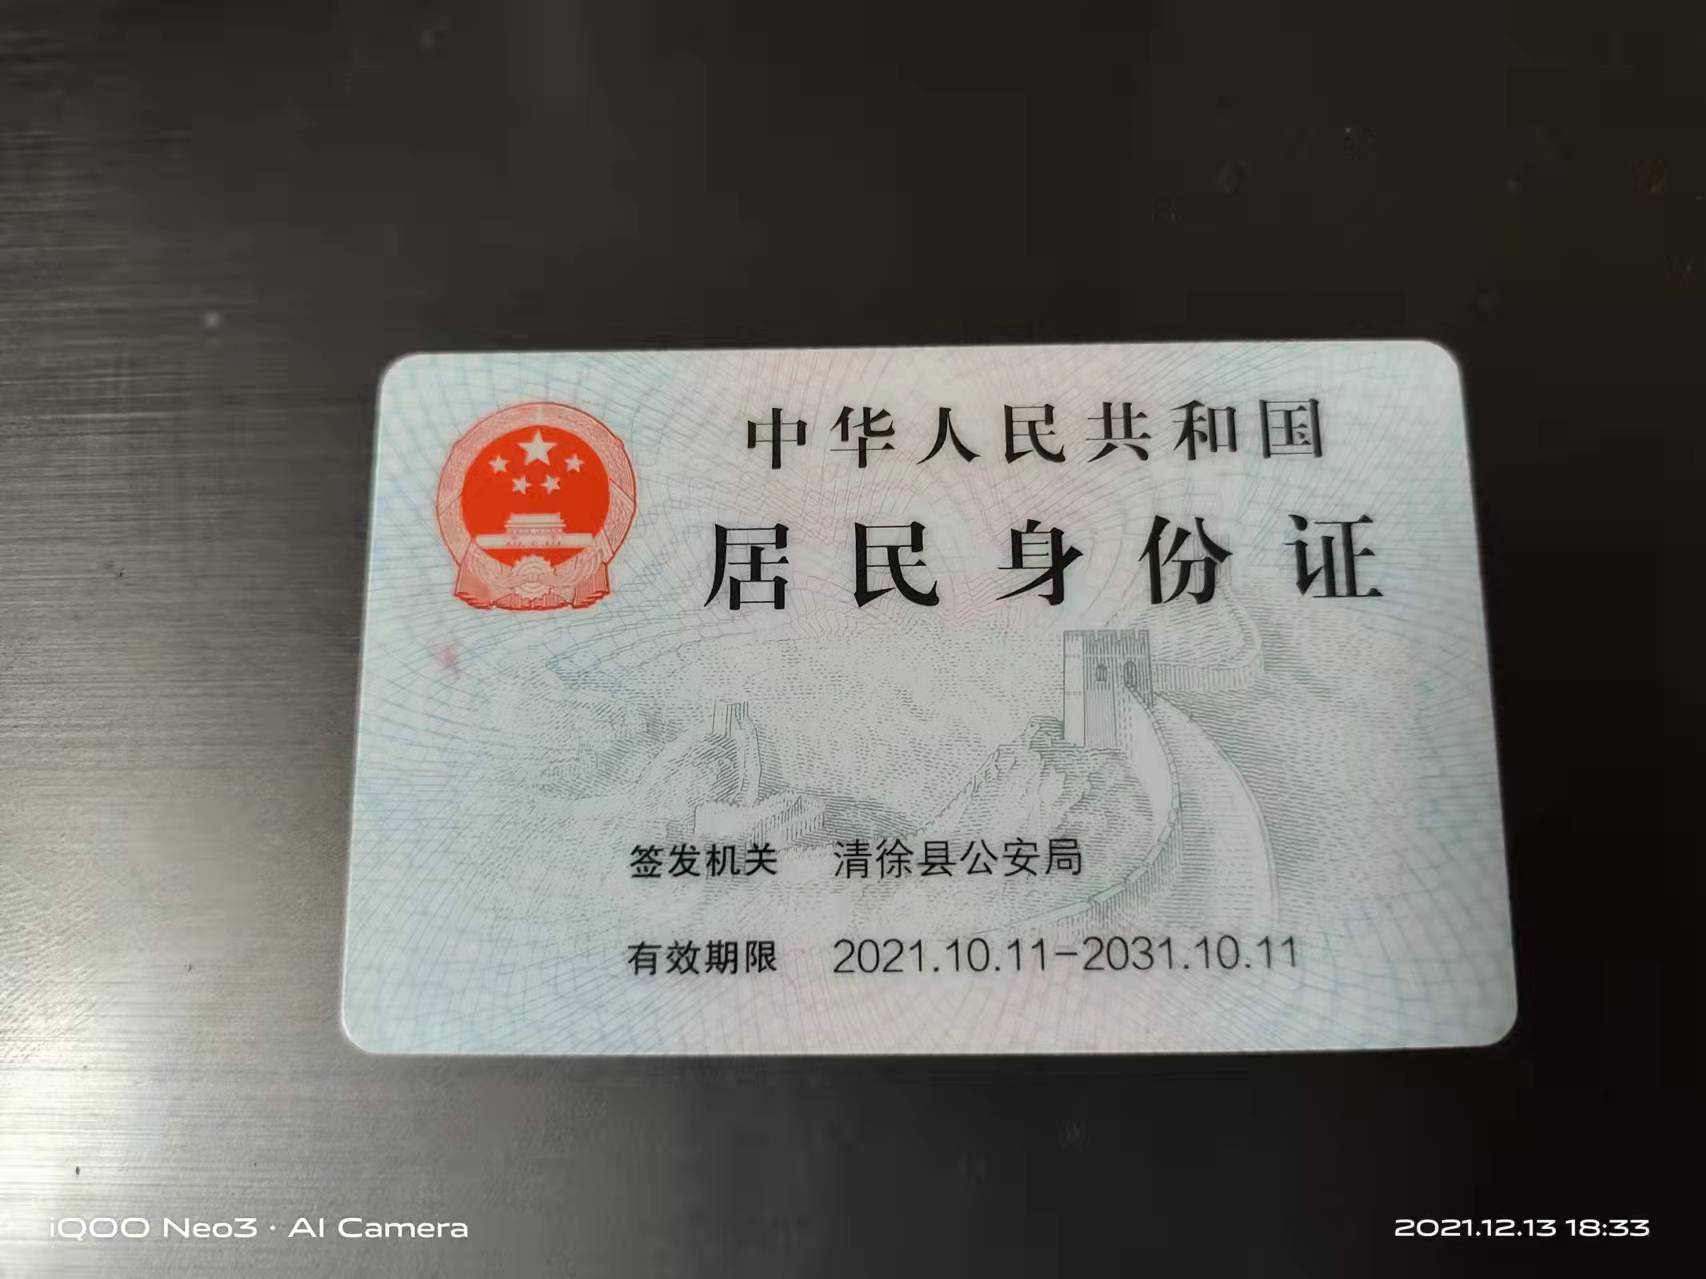 中华人民共和国
居民身份证
签发机关 清徐县公安局
有效期限 2021.10.11-2031.10.11
iQOO Neo3 · AI Camera
2021.12.13 18:33